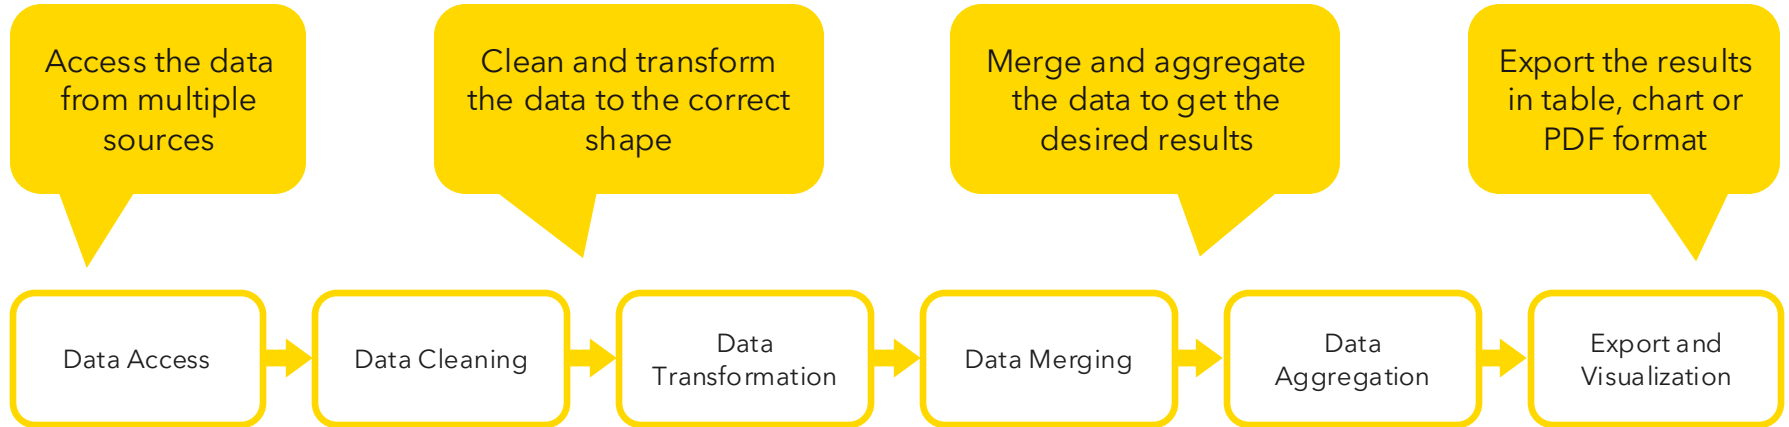 Access the data
from multiple
sources
Clean and transform
the data to the correct
shape
Merge and aggregate
the data to get the
desired results
Export the results
in table, chart or
PDF format
Data Access
Data Cleaning
Data
Transformation
Data Merging
Data
Aggregation
Export and
Visualization